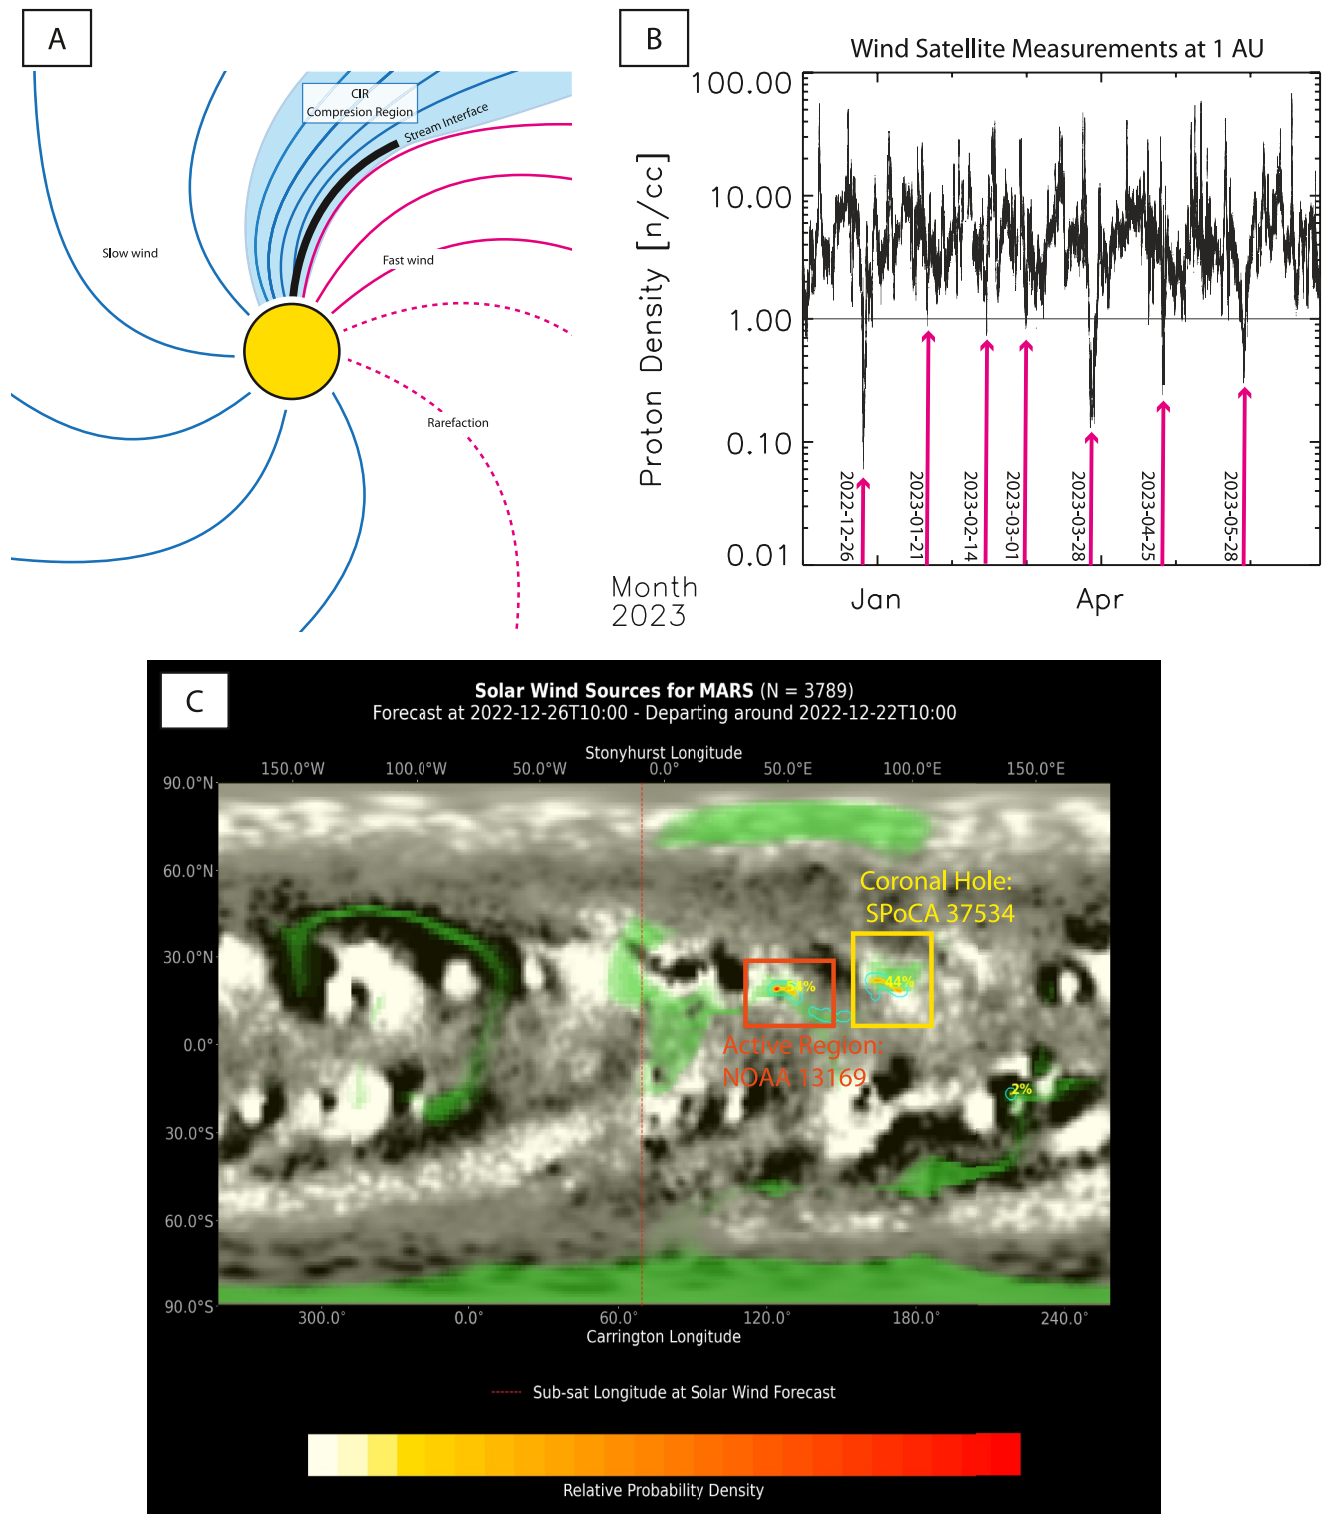 A
CIR
Compresion Region
Stream Interface
Slow wind
Fast wind
Rarefaction
B
Wind Satellite Measurements at 1 AU
Proton Density [n/cc]
100.00
10.00
1.00
0.10
0.01
2022-12-26
2023-01-21
2023-02-14
2023-03-01
2023-03-28
2023-04-25
2023-05-28
Month
2023
Jan
Apr
C
Solar Wind Sources for MARS (N = 3789)
Forecast at 2022-12-26T10:00 - Departing around 2022-12-22T10:00
Stonyhurst Longitude
150.0°W 100.0°W 50.0°W 0.0° 50.0°E 100.0°E 150.0°E
90.0°N
60.0°N
30.0°N
0.0°
30.0°S
60.0°S
90.0°S
Coronal Hole:
SPoCA 37534
54%
44%
Active Region:
NOAA 13169
2%
300.0° 0.0° 60.0° 120.0° 180.0° 240.0°
Carrington Longitude
Sub-sat Longitude at Solar Wind Forecast
Relative Probability Density